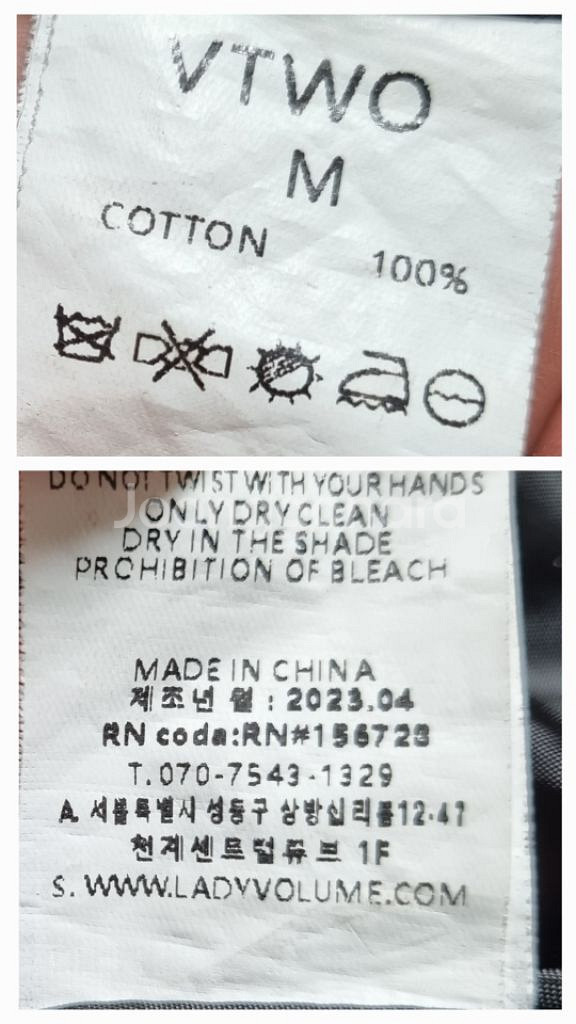 VTWO
M
COTTON 100%
DO NOT TWIST WITH YOUR HANDS
ONLY DRY CLEAN
DRY IN THE SHADE
PROHIBITION OF BLEACH
MADE IN CHINA
제조년 월 : 2023.04
RN coda:RN#156723
T.070-7543-1329
A. 서볼특별시 성동구 상방십리를12-41
천계센트럴튜브 1F
S. WWW.LADYVOLUME.COM